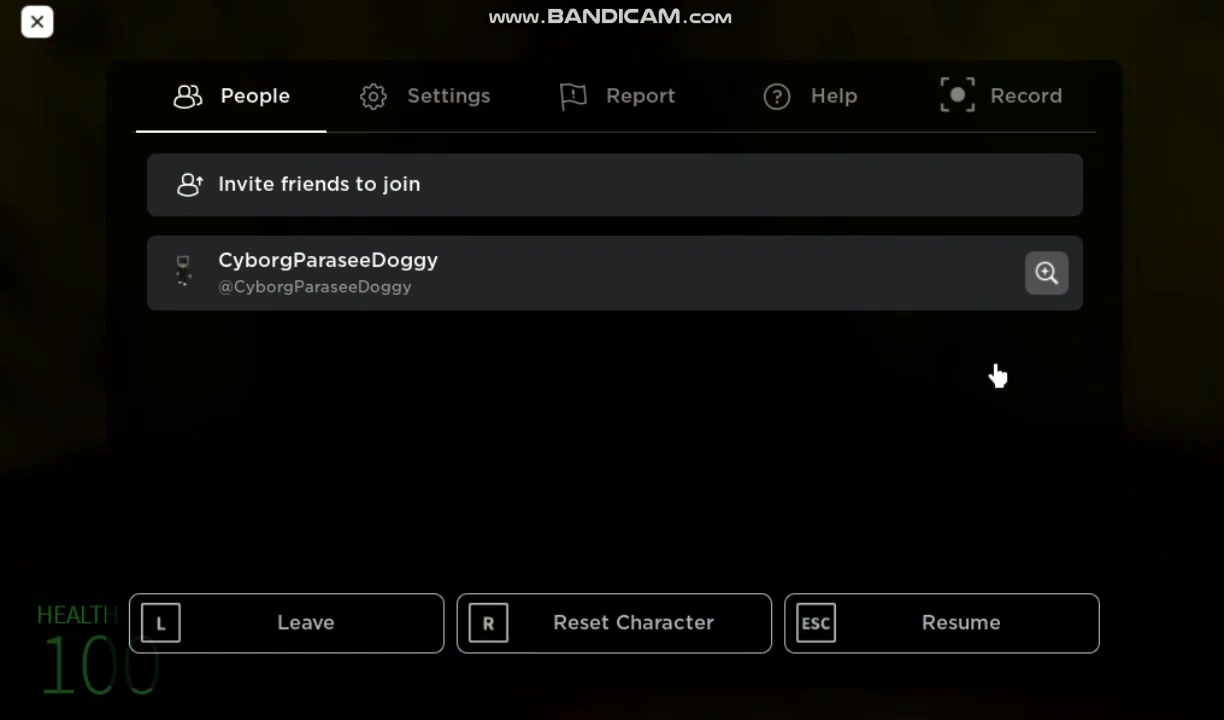 www.BANDICAM.com
People
Settings
Report
Help
Record
Invite friends to join
CyborgParaseeDoggy
@CyborgParaseeDoggy
HEALTH
100
L Leave
R Reset Character
ESC Resume